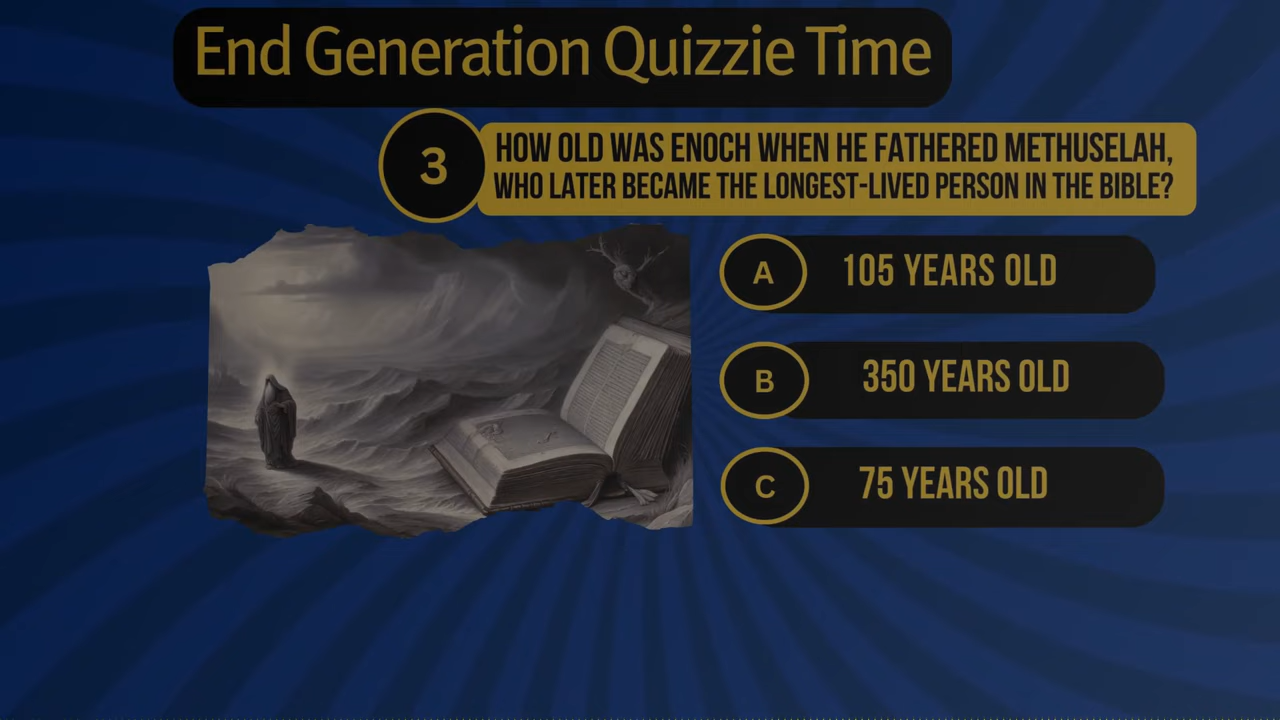 End Generation Quizzie Time
3
HOW OLD WAS ENOCH WHEN HE FATHERED METHUSELAH,
WHO LATER BECAME THE LONGEST-LIVED PERSON IN THE BIBLE?
A
105 YEARS OLD
B
350 YEARS OLD
C
75 YEARS OLD